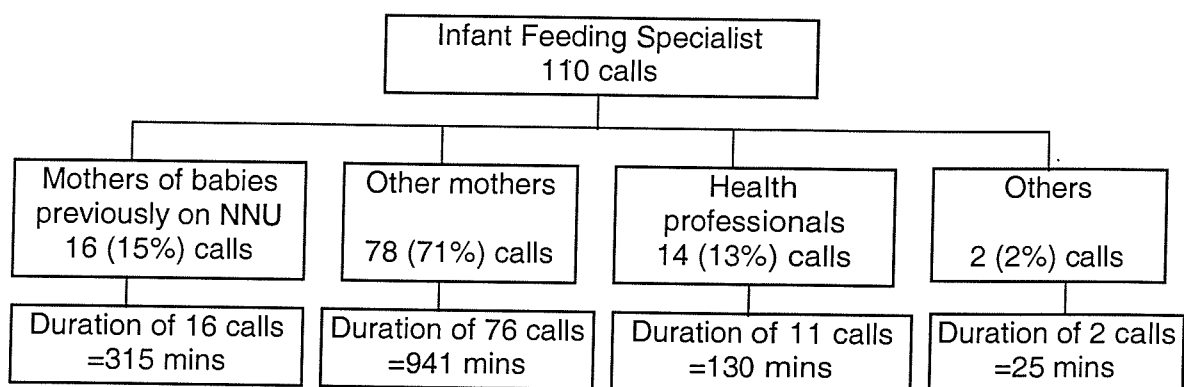 Infant Feeding Specialist
110 calls
Mothers of babies
previously on NNU
16 (15%) calls
Other mothers
78 (71%) calls
Health
professionals
14 (13%) calls
Others
2 (2%) calls
Duration of 16 calls
=315 mins
Duration of 76 calls
=941 mins
Duration of 11 calls
=130 mins
Duration of 2 calls
=25 mins